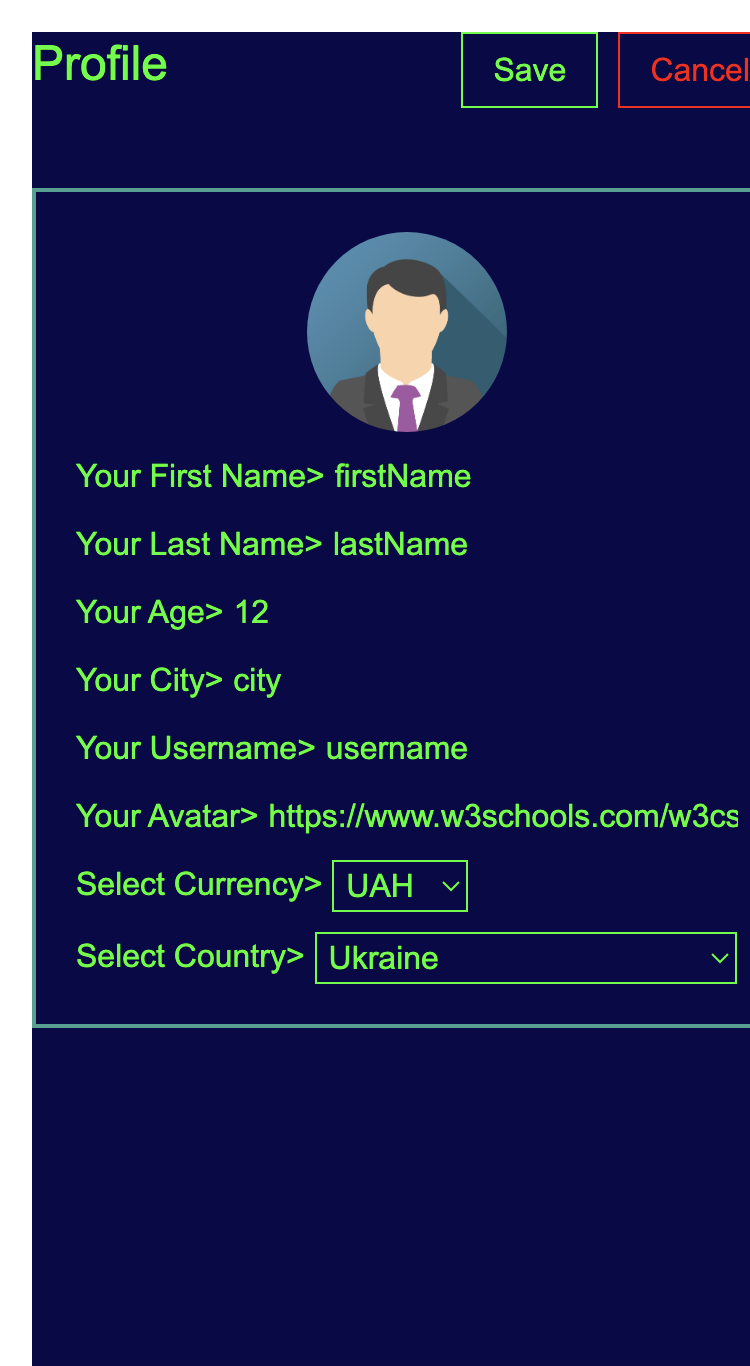 Profile Save Cancel
Your First Name> firstName
Your Last Name> lastName
Your Age> 12
Your City> city
Your Username> username
Your Avatar> https://www.w3schools.com/w3cs
Select Currency> UAH
Select Country> Ukraine